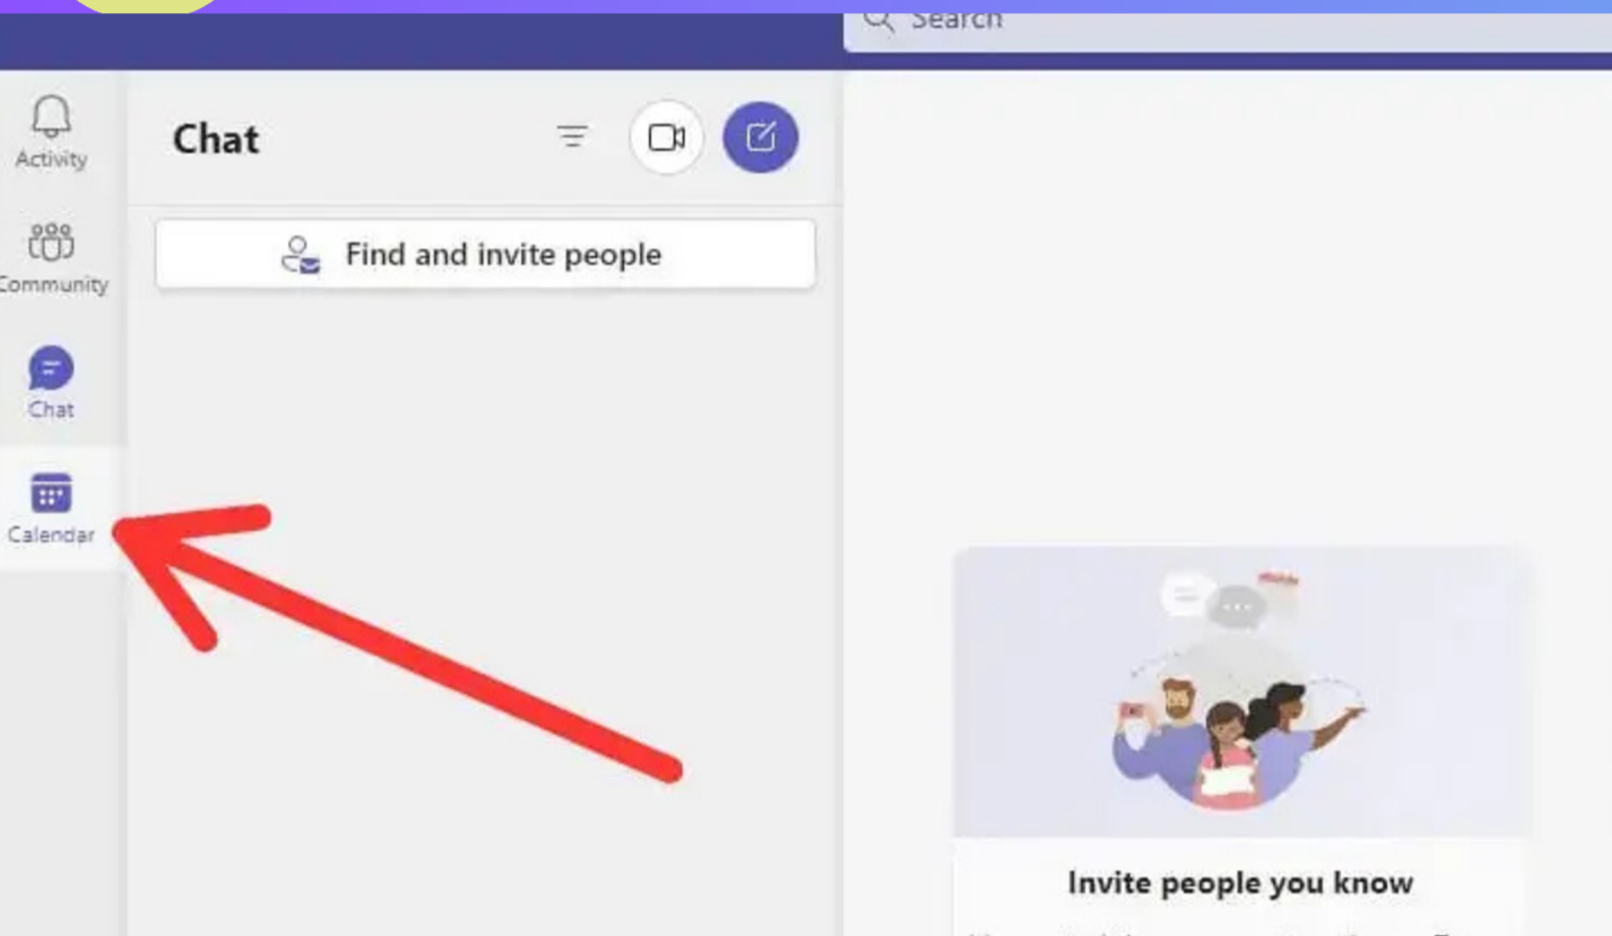 Search
Activity
Community
Chat
Calendar
Chat
Find and invite people
Invite people you know